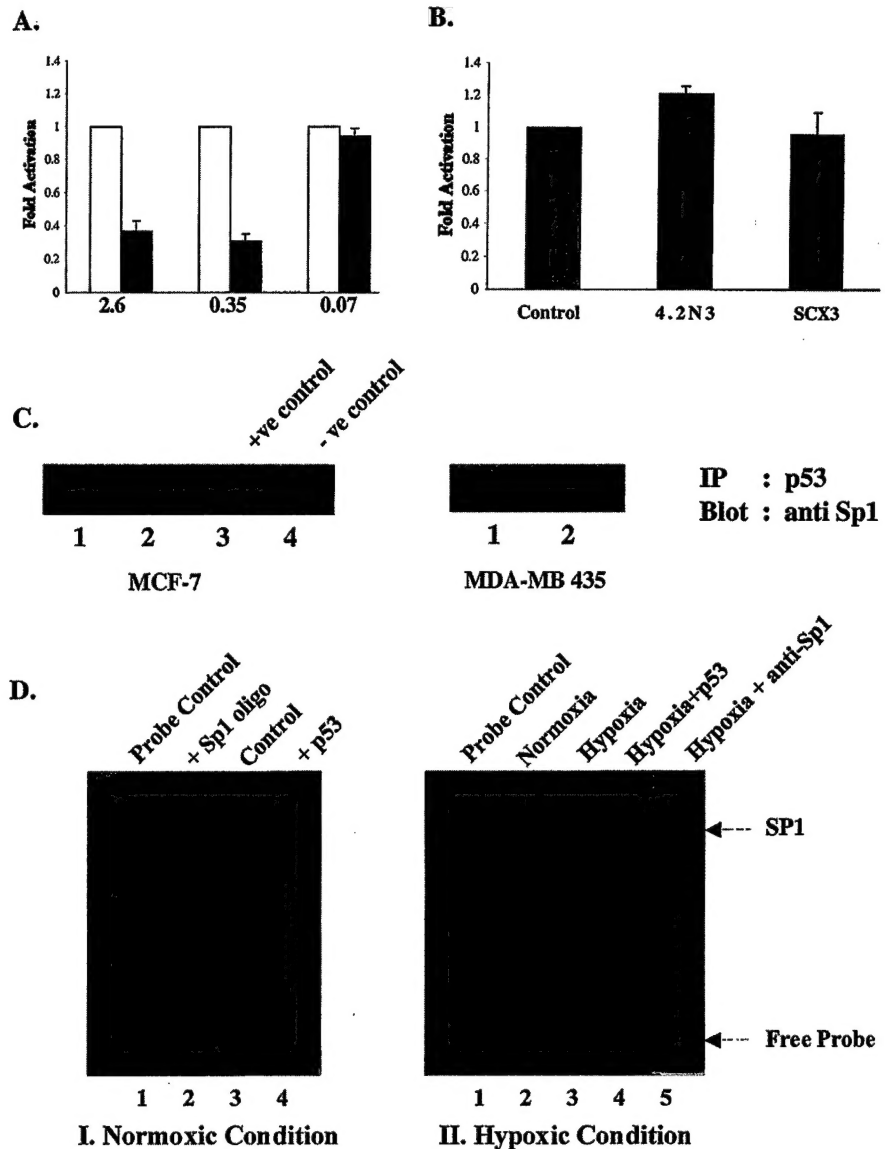 A.
1.4
1.2
1
0.8
0.6
0.4
0.2
0
Fold Activation
2.6 0.35 0.07
B.
1.4
1.2
1
0.8
0.6
0.4
0.2
0
Fold Activation
Control 4.2N3 SCX3
C.
+ve control
- ve control
1 2 3 4
MCF-7
1 2
MDA-MB 435
IP : p53
Blot : anti Sp1
D.
Probe Control
+ Sp1 oligo
Control
+ p53
1 2 3 4
I. Normoxic Condition
Probe Control
Normoxia
Hypoxia
Hypoxia+p53
Hypoxia + anti-Sp1
SP1
Free Probe
1 2 3 4 5
II. Hypoxic Condition